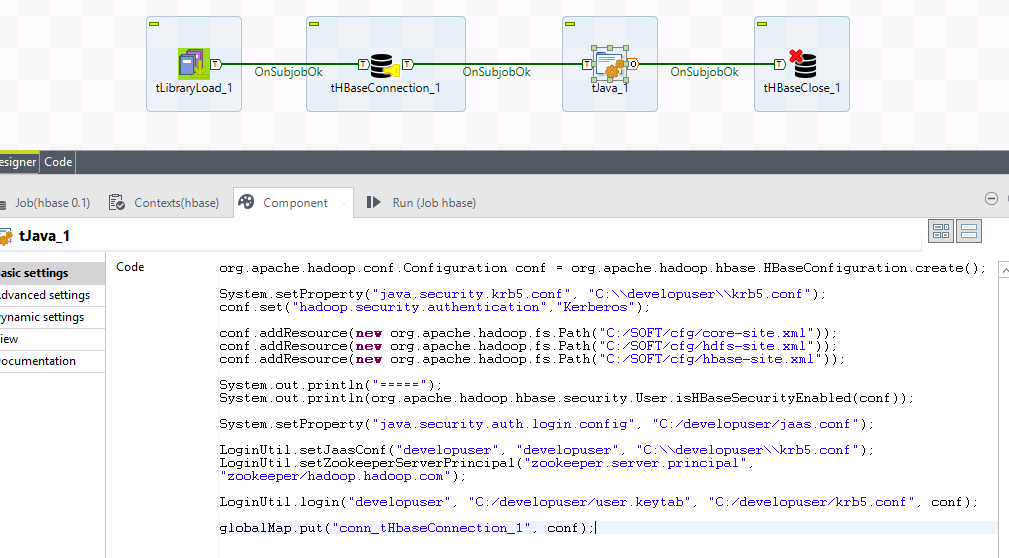 OnSubjobOk OnSubjobOk OnSubjobOk
tLibraryLoad_1 tHBaseConnection_1 tJava_1 tHBaseClose_1
esigner Code
Job(hbase 0.1) Contexts(hbase) Component Run (Job hbase)
tJava_1
asic settings
dvanced settings
ynamic settings
iew
ocumentation
Code
org.apache.hadoop.conf.Configuration conf = org.apache.hadoop.hbase.HBaseConfiguration.create();
System.setProperty("java.security.krb5.conf", "C:\\developuser\\krb5.conf");
conf.set("hadoop.security.authentication","Kerberos");
conf.addResource(new org.apache.hadoop.fs.Path("C:/SOFT/cfg/core-site.xml"));
conf.addResource(new org.apache.hadoop.fs.Path("C:/SOFT/cfg/hdfs-site.xml"));
conf.addResource(new org.apache.hadoop.fs.Path("C:/SOFT/cfg/hbase-site.xml"));
System.out.println("=====");
System.out.println(org.apache.hadoop.hbase.security.User.isHBaseSecurityEnabled(conf));
System.setProperty("java.security.auth.login.config", "C:/developuser/jaas.conf");
LoginUtil.setJaasConf("developuser", "developuser", "C:\\developuser\\krb5.conf");
LoginUtil.setZookeeperServerPrincipal("zookeeper.server.principal",
"zookeeper/hadoop.hadoop.com");
LoginUtil.login("developuser", "C:/developuser/user.keytab", "C:/developuser/krb5.conf", conf);
globalMap.put("conn_tHbaseConnection_1", conf);